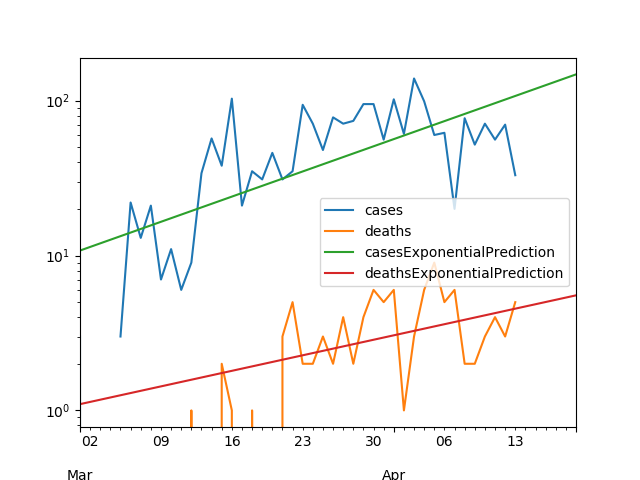 10²
10¹
10⁰
cases
deaths
casesExponentialPrediction
deathsExponentialPrediction
02 09 16 23 30 06 13
Mar Apr